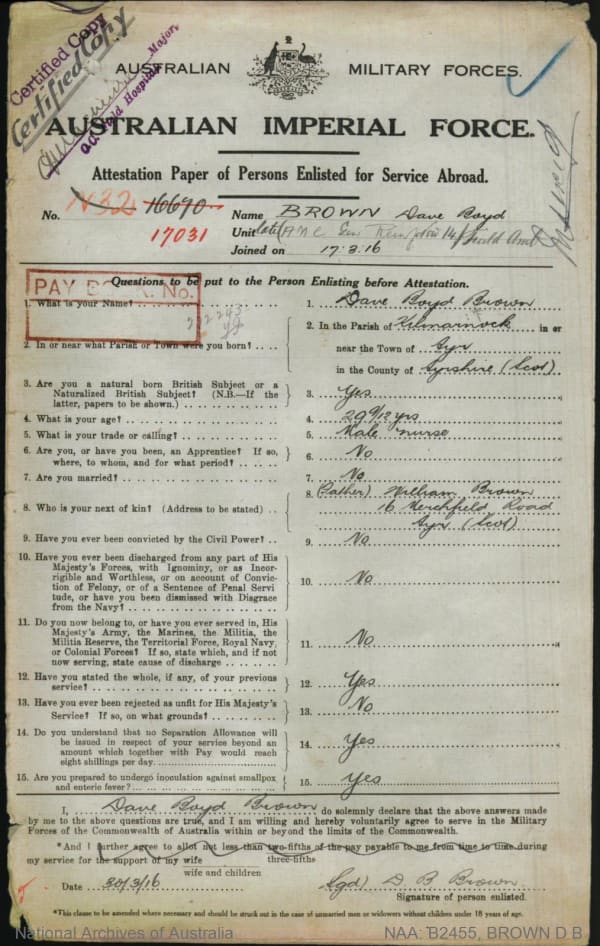 Certified Copy
Certified Copy
Major,
O.C. Field Hospital
AUSTRALIAN MILITARY FORCES.
AUSTRALIAN IMPERIAL FORCE.
Attestation Paper of Persons Enlisted for Service Abroad.
No. N32 16690 Name BROWN Dave Boyd
17031 Unit A.M.C. Gen 14 Field Amb
Joined on 17.3.16
Questions to be put to the Person Enlisting before Attestation.
PAY BOOK. No.
1. What is your Name? 1. Dave Boyd Brown
2. In or near what Parish or Town were you born? 2. In the Parish of Kilmarnock in or
near the Town of Ayr
in the County of Ayrshire (Scot)
3. Are you a natural born British Subject or a
Naturalized British Subject? (N.B.—If the
latter, papers to be shown.) 3. Yes
4. What is your age? 4. 29 9/12 yrs
5. What is your trade or calling? 5. Male nurse
6. Are you, or have you been, an Apprentice? If so,
where, to whom, and for what period? 6. No
7. Are you married? 7. No
8. Who is your next of kin? (Address to be stated) 8. (Father) William Brown
16 Road
Ayr (Scot)
9. Have you ever been convicted by the Civil Power? 9. No
10. Have you ever been discharged from any part of His
Majesty's Forces, with Ignominy, or as Incor-
rigible and Worthless, or on account of Convic-
tion of Felony, or of a Sentence of Penal Servi
tude, or have you been Dismissed with Disgrace
from the Navy? 10. No
11. Do you now belong to, or have you ever served in, His
Majesty's Army, the Marines, the Militia, the
Militia Reserve, the Territorial Force, Royal Navy,
or Colonial Forces? If so, state which, and if not
now serving, state cause of discharge 11. No
12. Have you stated the whole, if any, of your previous
service? 12. Yes
13. Have you ever been rejected as unfit for His Majesty's
Service? If so, on what grounds? 13. No
14. Do you understand that no Separation Allowance will
be issued in respect of your service beyond an
amount which together with Pay would reach
eight shillings per day. 14. Yes
15. Are you prepared to undergo inoculation against smallpox
and enteric fever? 15. Yes
I, Dave Boyd Brown do solemnly declare that the above answers made
by me to the above questions are true, and I am willing and hereby voluntarily agree to serve in the Military
Forces of the Commonwealth of Australia within or beyond the limits of the Commonwealth.
*And I further agree to allot not less than two-fifths of the pay payable to me from time to time during
three-fifths
my service for the support of my wife
wife and children
Date 30/3/16 (Sgd) D. B Brown
Signature of person enlisted.
*This clause to be amended where necessary and should be struck out in the case of unmarried men or widowers without children under 18 years of age.
National Archives of Australia NAA: B2455, BROWN D B